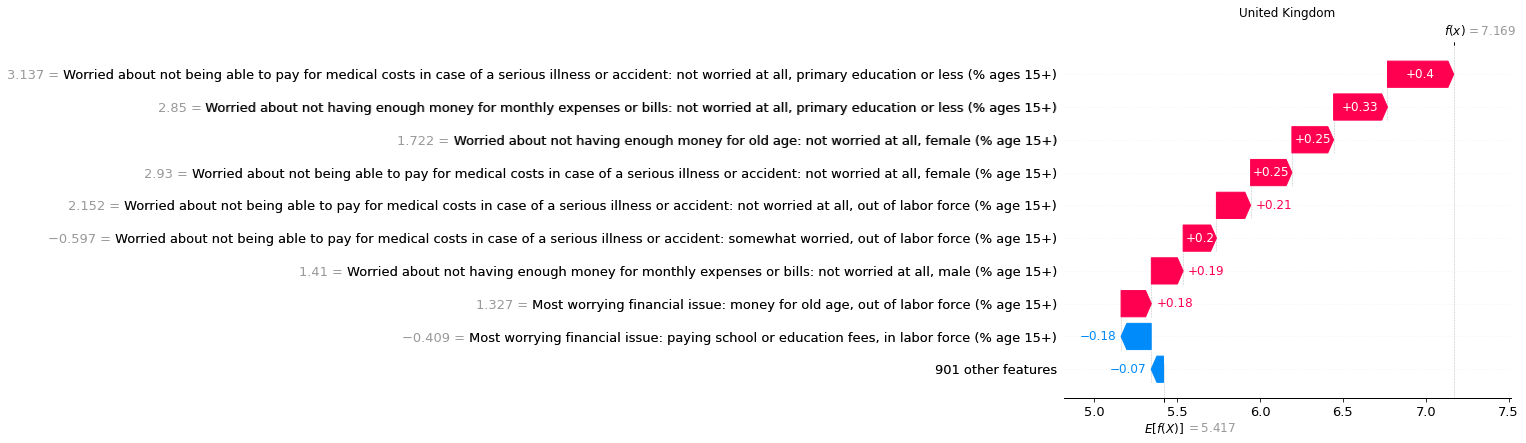 United Kingdom
f(x) = 7.169
3.137 = Worried about not being able to pay for medical costs in case of a serious illness or accident: not worried at all, primary education or less (% ages 15+) +0.4
2.85 = Worried about not having enough money for monthly expenses or bills: not worried at all, primary education or less (% ages 15+) +0.33
1.722 = Worried about not having enough money for old age: not worried at all, female (% age 15+) +0.25
2.93 = Worried about not being able to pay for medical costs in case of a serious illness or accident: not worried at all, female (% age 15+) +0.25
2.152 = Worried about not being able to pay for medical costs in case of a serious illness or accident: not worried at all, out of labor force (% age 15+) +0.21
−0.597 = Worried about not being able to pay for medical costs in case of a serious illness or accident: somewhat worried, out of labor force (% age 15+) +0.2
1.41 = Worried about not having enough money for monthly expenses or bills: not worried at all, male (% age 15+) +0.19
1.327 = Most worrying financial issue: money for old age, out of labor force (% age 15+) +0.18
−0.409 = Most worrying financial issue: paying school or education fees, in labor force (% age 15+) −0.18
901 other features −0.07
5.0 5.5 6.0 6.5 7.0 7.5
E[f(X)] = 5.417